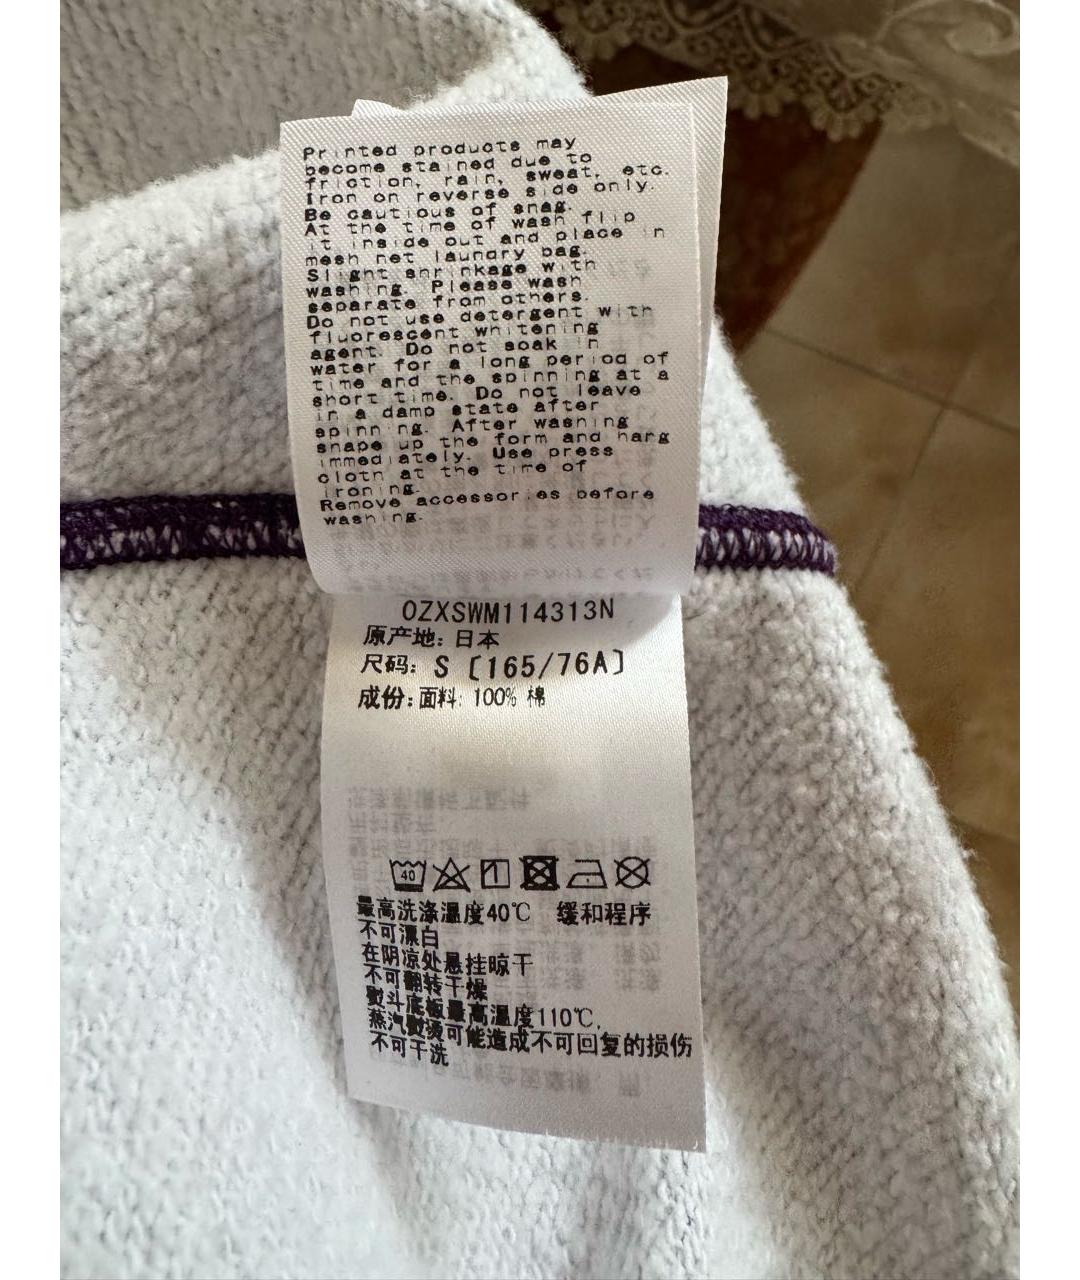 Printed products may
become stained due to
friction, rain, sweat, etc.
Iron on reverse side only.
Be cautious of snag.
At the time of wash flip
it inside out and place in
mesh net laundry bag.
Slight shrinkage with
washing. Please wash
separate from others.
Do not use detergent with
fluorescent whitening
agent. Do not soak in
water for a long period of
time and the spinning at a
short time. Do not leave
in a damp state after
spinning. After washing
shape up the form and hang
immediately. Use press
cloth at the time of
ironing.
Remove accessories before
washing.
OZXSWM114313N
原产地: 日本
尺码: S [165/76A]
成份: 面料: 100% 棉
40
最高洗涤温度40℃ 缓和程序
不可漂白
在阴凉处悬挂晾干
不可翻转干燥
熨斗底板最高温度110℃,
蒸汽熨烫可能造成不可回复的损伤
不可干洗